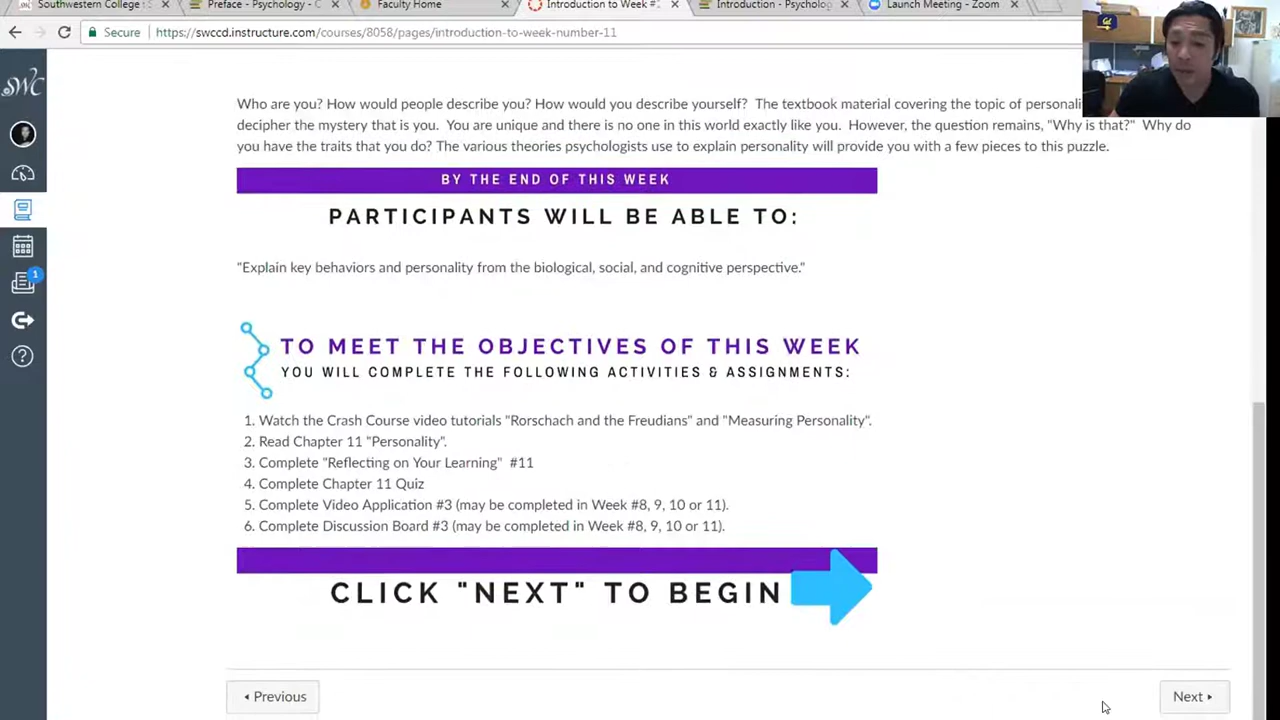 Southwestern College :
Preface - Psychology - C
Faculty Home
Introduction to Week #
Introduction - Psycholog
Launch Meeting - Zoom
Secure
https://swccd.instructure.com/courses/8058/pages/introduction-to-week-number-11
SWC
Who are you? How would people describe you? How would you describe yourself? The textbook material covering the topic of personali
decipher the mystery that is you. You are unique and there is no one in this world exactly like you. However, the question remains, "Why is that?" Why do
you have the traits that you do? The various theories psychologists use to explain personality will provide you with a few pieces to this puzzle.
BY THE END OF THIS WEEK
PARTICIPANTS WILL BE ABLE TO:
"Explain key behaviors and personality from the biological, social, and cognitive perspective."
1
TO MEET THE OBJECTIVES OF THIS WEEK
YOU WILL COMPLETE THE FOLLOWING ACTIVITIES & ASSIGNMENTS:
1. Watch the Crash Course video tutorials "Rorschach and the Freudians" and "Measuring Personality".
2. Read Chapter 11 "Personality".
3. Complete "Reflecting on Your Learning" #11
4. Complete Chapter 11 Quiz
5. Complete Video Application #3 (may be completed in Week #8, 9, 10 or 11).
6. Complete Discussion Board #3 (may be completed in Week #8, 9, 10 or 11).
CLICK "NEXT" TO BEGIN
Previous
Next